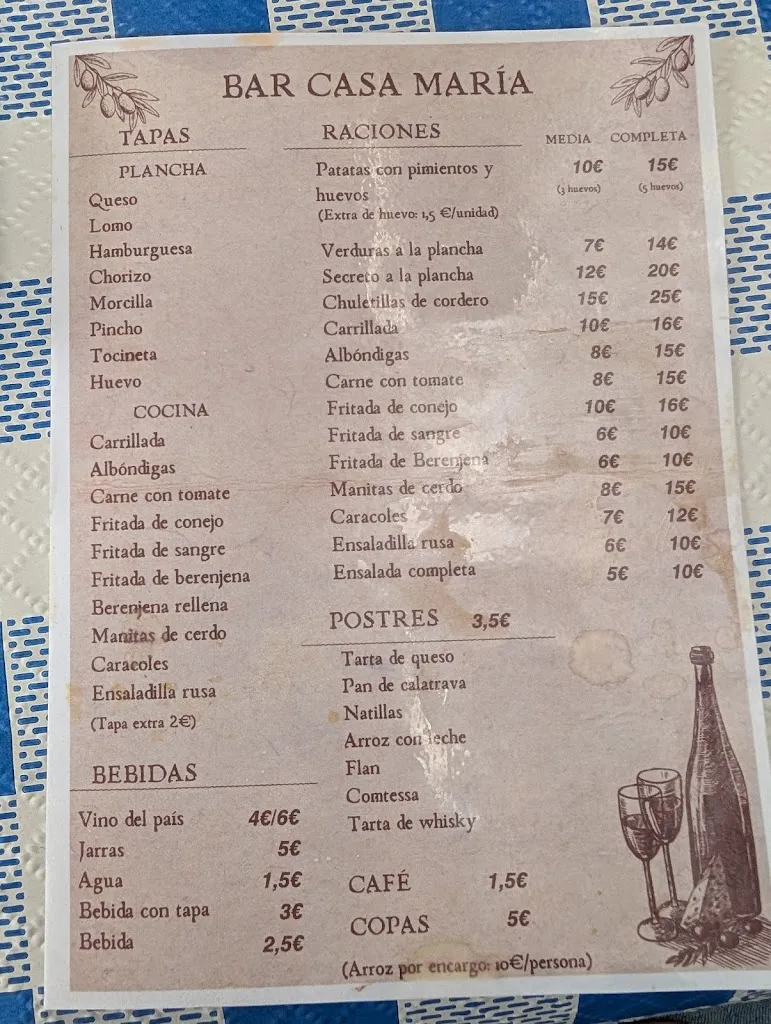 BAR CASA MARÍA
TAPAS
PLANCHA
Queso
Lomo
Hamburguesa
Chorizo
Morcilla
Pincho
Tocineta
Huevo
COCINA
Carrillada
Albóndigas
Carne con tomate
Fritada de conejo
Fritada de sangre
Fritada de berenjena
Berenjena rellena
Manitas de cerdo
Caracoles
Ensaladilla rusa
(Tapa extra 2€)
BEBIDAS
Vino del país 4€/6€
Jarras 5€
Agua 1,5€
Bebida con tapa 3€
Bebida 2,5€
RACIONES MEDIA COMPLETA
Patatas con pimientos y 10€ 15€
huevos (3 huevos) (5 huevos)
(Extra de huevo: 1,5 €/unidad)
Verduras a la plancha 7€ 14€
Secreto a la plancha 12€ 20€
Chuletillas de cordero 15€ 25€
Carrillada 10€ 16€
Albóndigas 8€ 15€
Carne con tomate 8€ 15€
Fritada de conejo 10€ 16€
Fritada de sangre 6€ 10€
Fritada de Berenjena 6€ 10€
Manitas de cerdo 8€ 15€
Caracoles 7€ 12€
Ensaladilla rusa 6€ 10€
Ensalada completa 5€ 10€
POSTRES 3,5€
Tarta de queso
Pan de calatrava
Natillas
Arroz con leche
Flan
Comtessa
Tarta de whisky
CAFÉ 1,5€
COPAS 5€
(Arroz por encargo: 10€/persona)